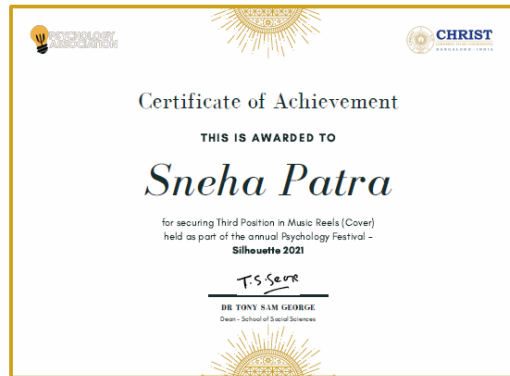 PSYCHOLOGY
ASSOCIATION
CHRIST
BANGALORE · INDIA
Certificate of Achievement
THIS IS AWARDED TO
Sneha Patra
for securing Third Position in Music Reels (Cover)
held as part of the annual Psychology Festival –
Silhouette 2021
DR TONY SAM GEORGE
Dean - School of Social Sciences